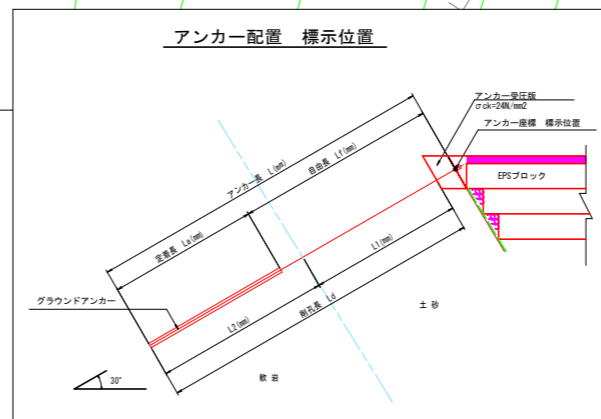 アンカー配置 標示位置
アンカー受圧版
σck=24N/mm2
アンカー座標 標示位置
EPSブロック
アンカー長 L(mm)
自由長 Lf(mm)
定着長 La(mm)
グラウンドアンカー
L1(mm)
L2(mm)
削孔長 Ld
土砂
軟岩
30°